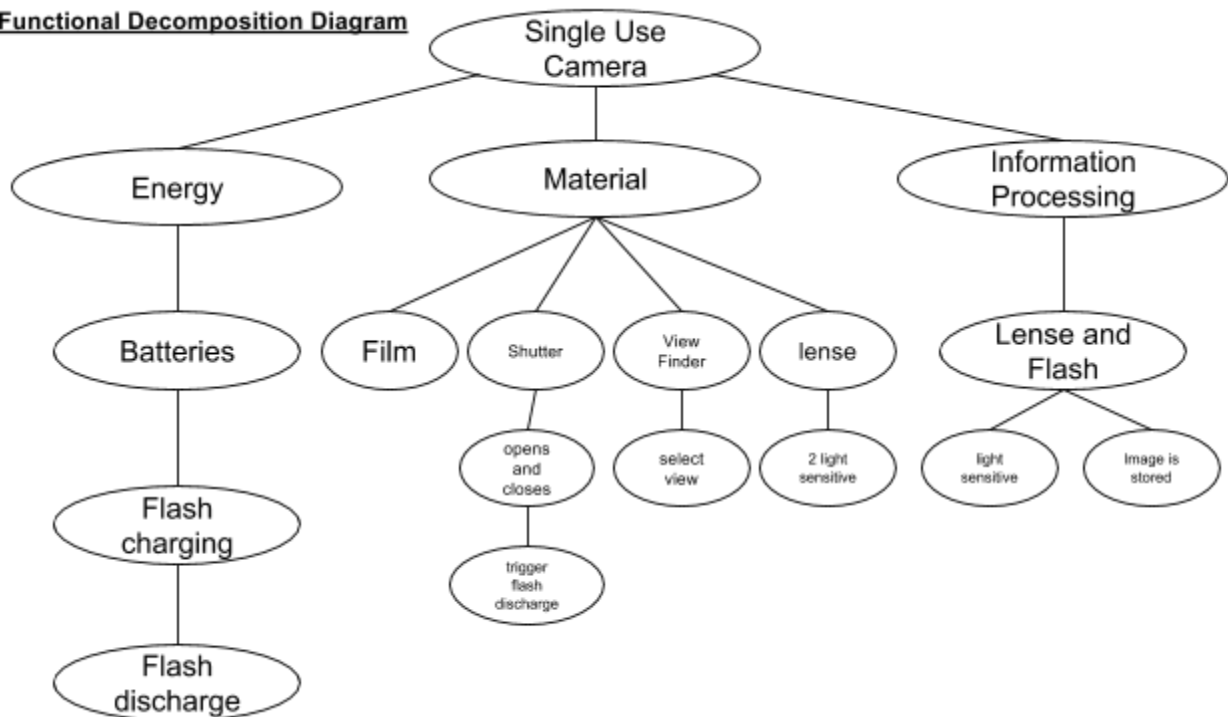 Functional Decomposition Diagram
Single Use
Camera
Energy
Material
Information
Processing
Batteries
Film
Shutter
View
Finder
lense
Lense and
Flash
opens
and
closes
select
view
2 light
sensitive
light
sensitive
Image is
stored
Flash
charging
trigger
flash
discharge
Flash
discharge